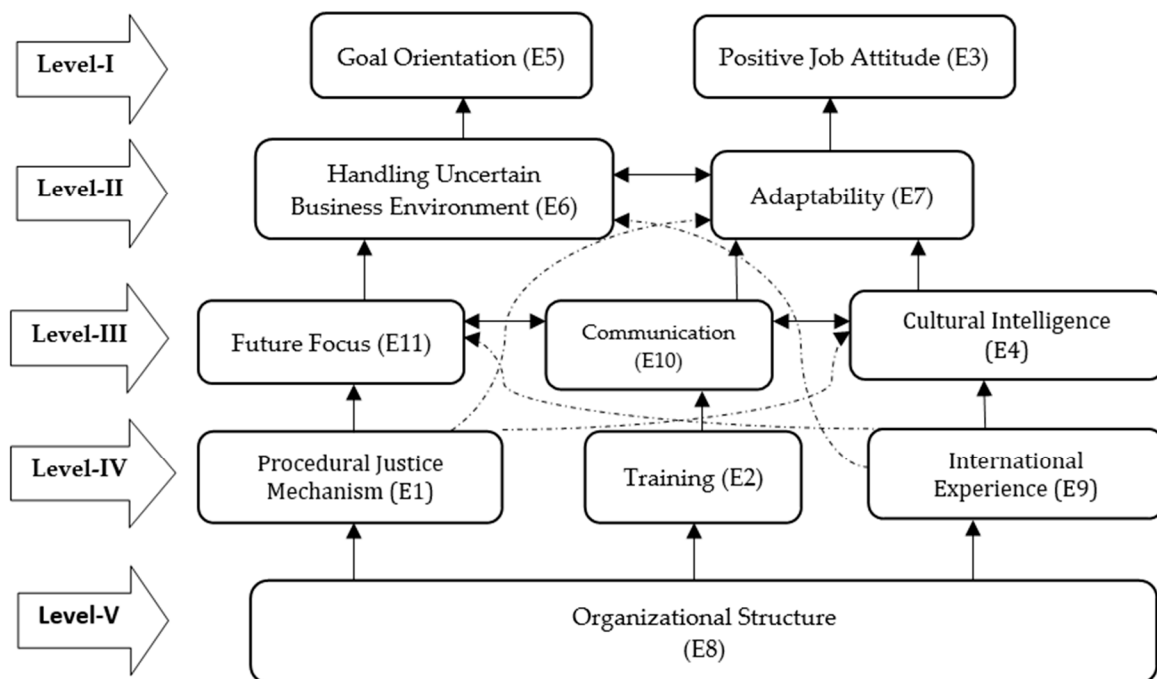 Level-I
Goal Orientation (E5)
Positive Job Attitude (E3)
Level-II
Handling Uncertain
Business Environment (E6)
Adaptability (E7)
Level-III
Future Focus (E11)
Communication
(E10)
Cultural Intelligence
(E4)
Level-IV
Procedural Justice
Mechanism (E1)
Training (E2)
International
Experience (E9)
Level-V
Organizational Structure
(E8)